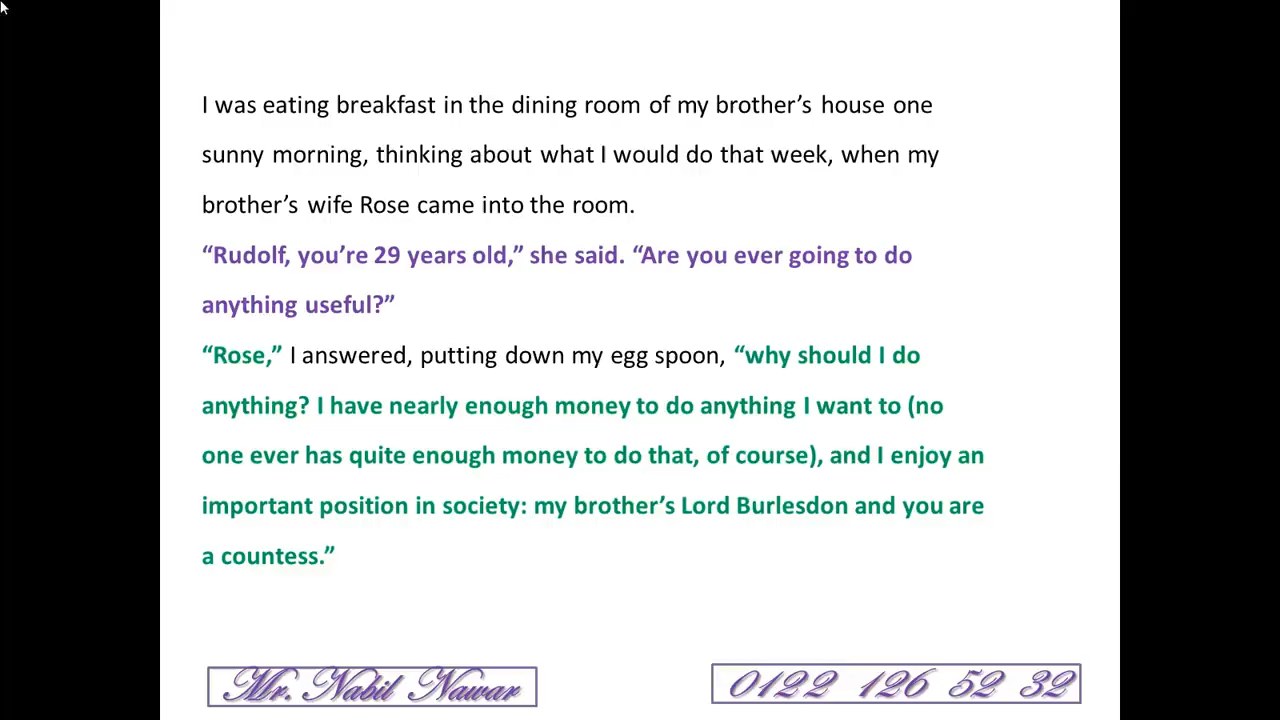 I was eating breakfast in the dining room of my brother’s house one
sunny morning, thinking about what I would do that week, when my
brother’s wife Rose came into the room.
“Rudolf, you’re 29 years old,” she said. “Are you ever going to do
anything useful?”
“Rose,” I answered, putting down my egg spoon, “why should I do
anything? I have nearly enough money to do anything I want to (no
one ever has quite enough money to do that, of course), and I enjoy an
important position in society: my brother’s Lord Burlesdon and you are
a countess.”
Mr. Nabil Nawar
0122 126 52 32